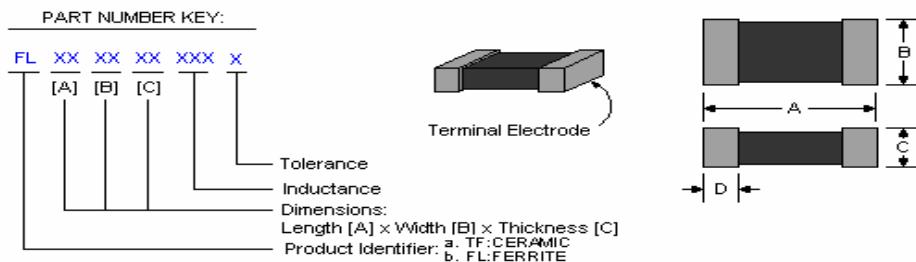 PART NUMBER KEY:
FL XX XX XX XXX X
[A] [B] [C]
Terminal Electrode
Tolerance
Inductance
Dimensions:
Length [A] x Width [B] x Thickness [C]
Product Identifier: a. TF:CERAMIC
b. FL:FERRITE
A
B
C
D